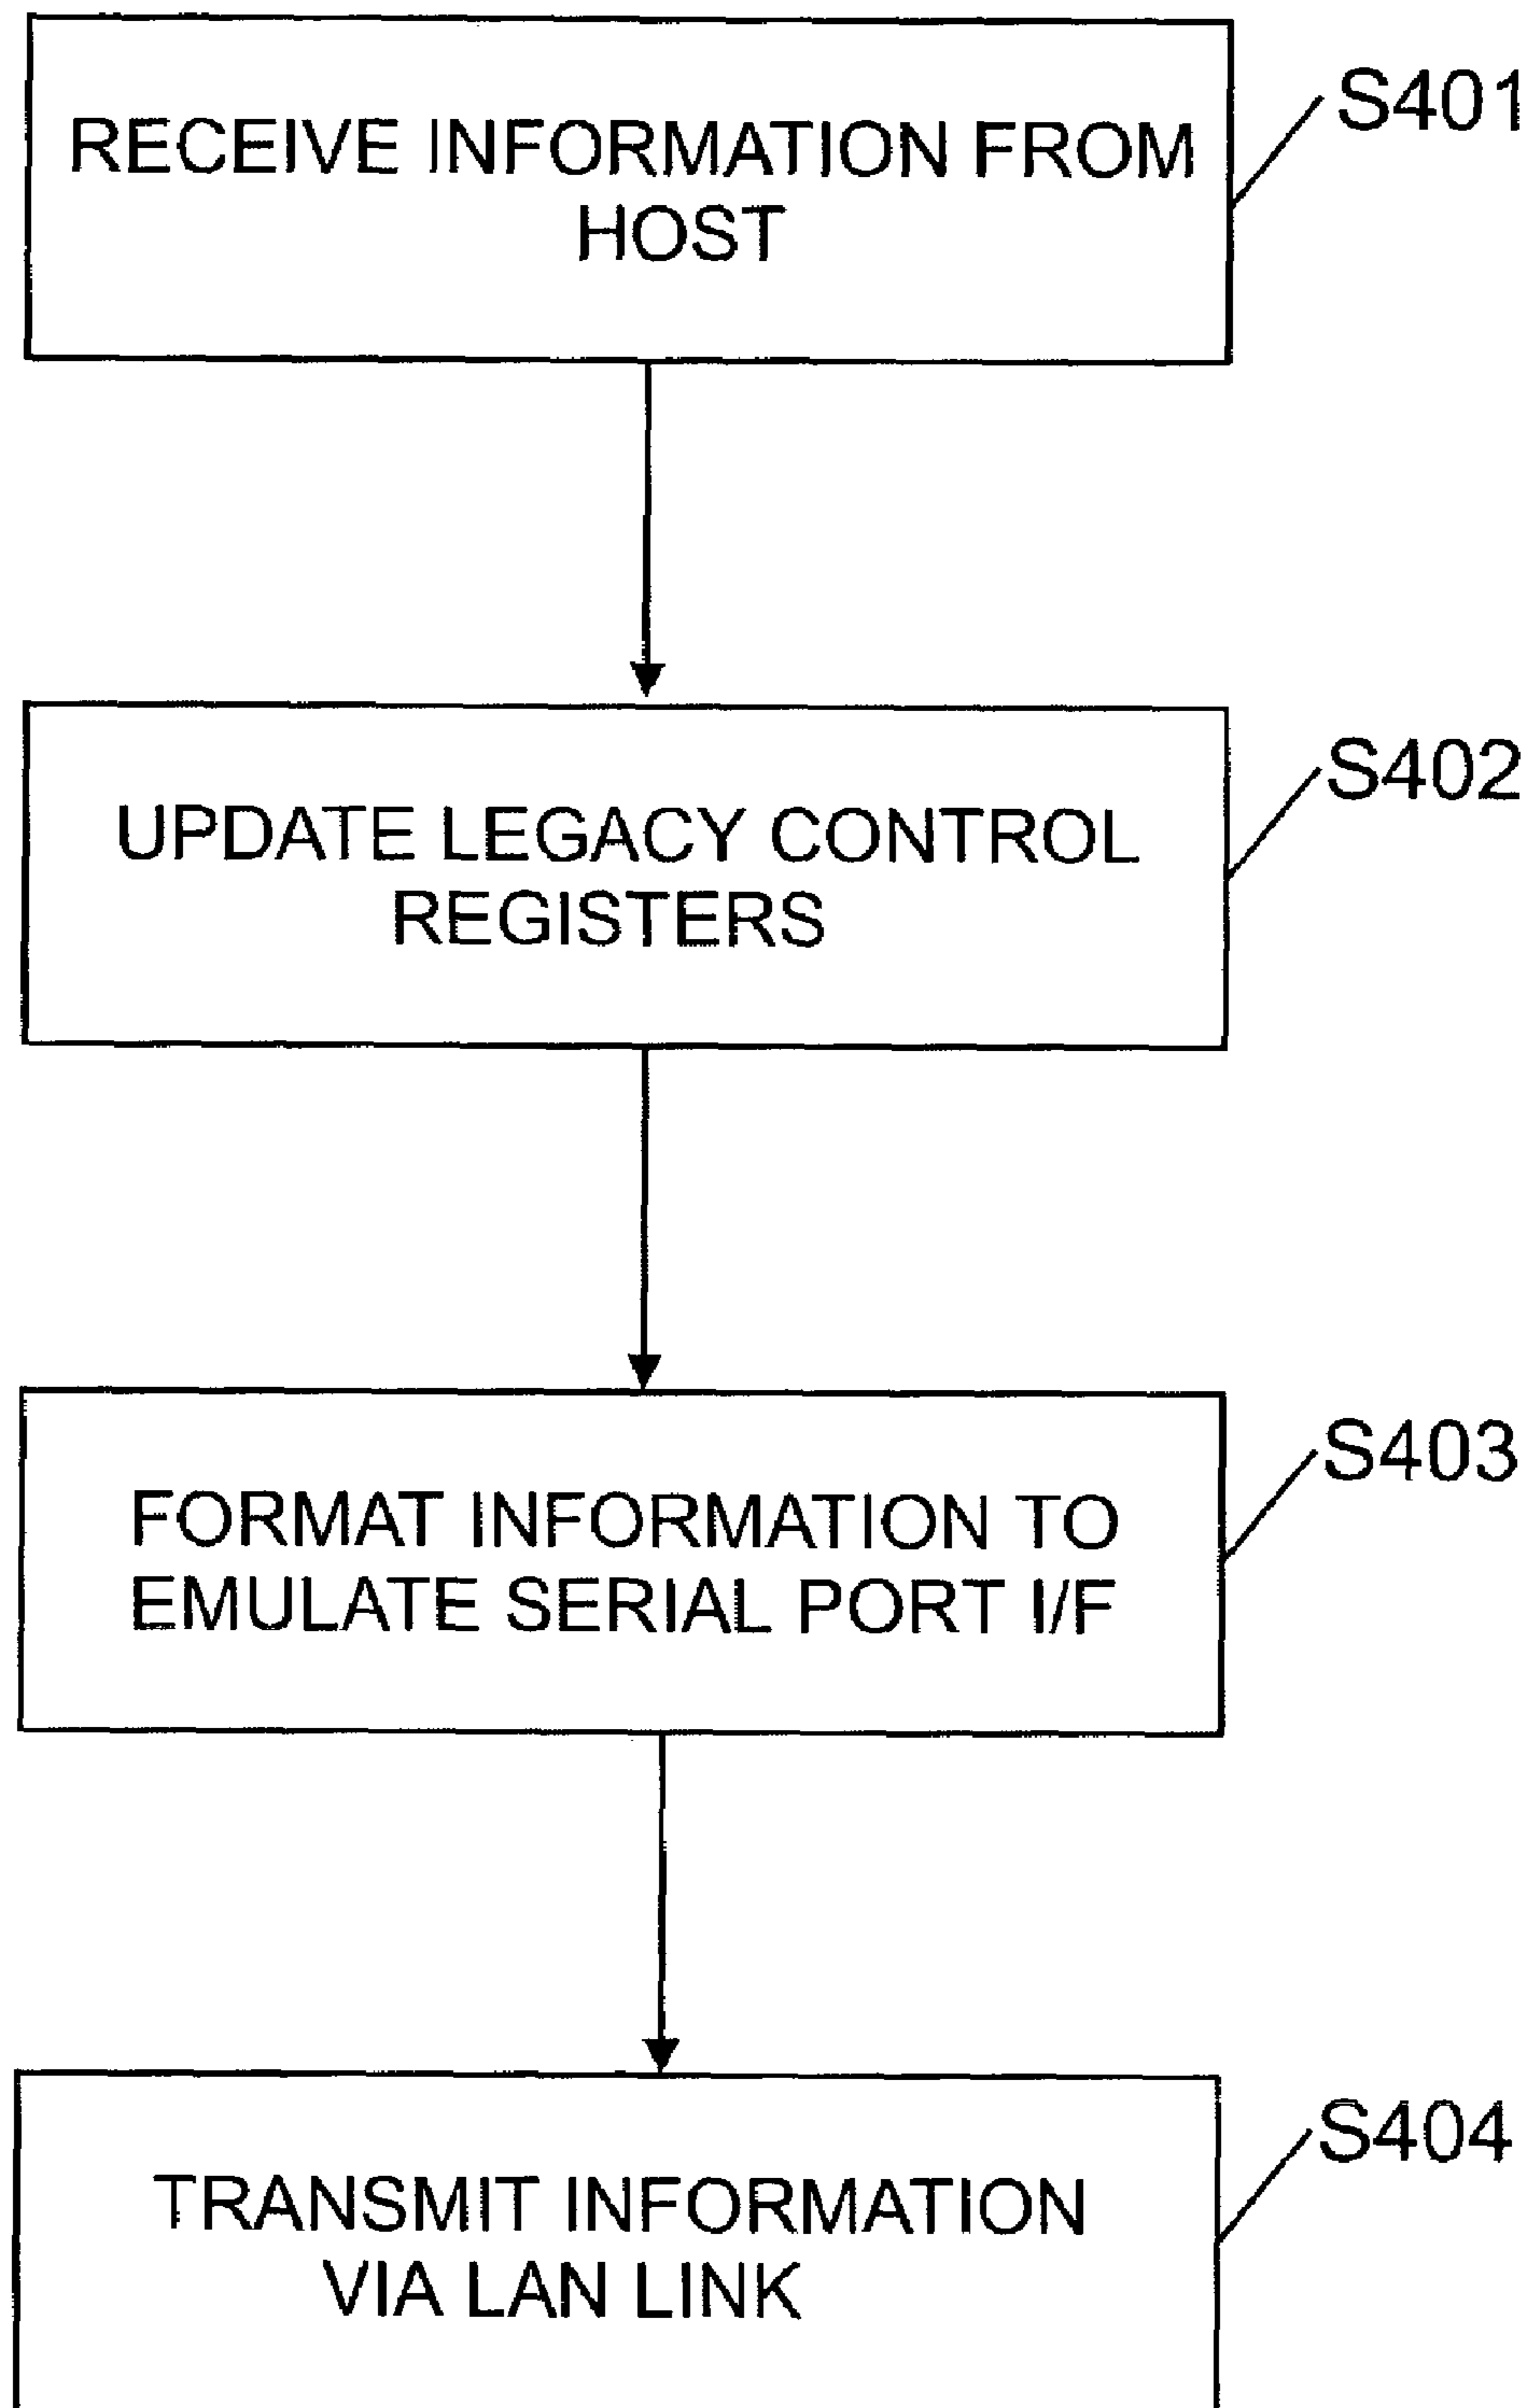 RECEIVE INFORMATION FROM
HOST
S401
UPDATE LEGACY CONTROL
REGISTERS
S402
FORMAT INFORMATION TO
EMULATE SERIAL PORT I/F
S403
TRANSMIT INFORMATION
VIA LAN LINK
S404